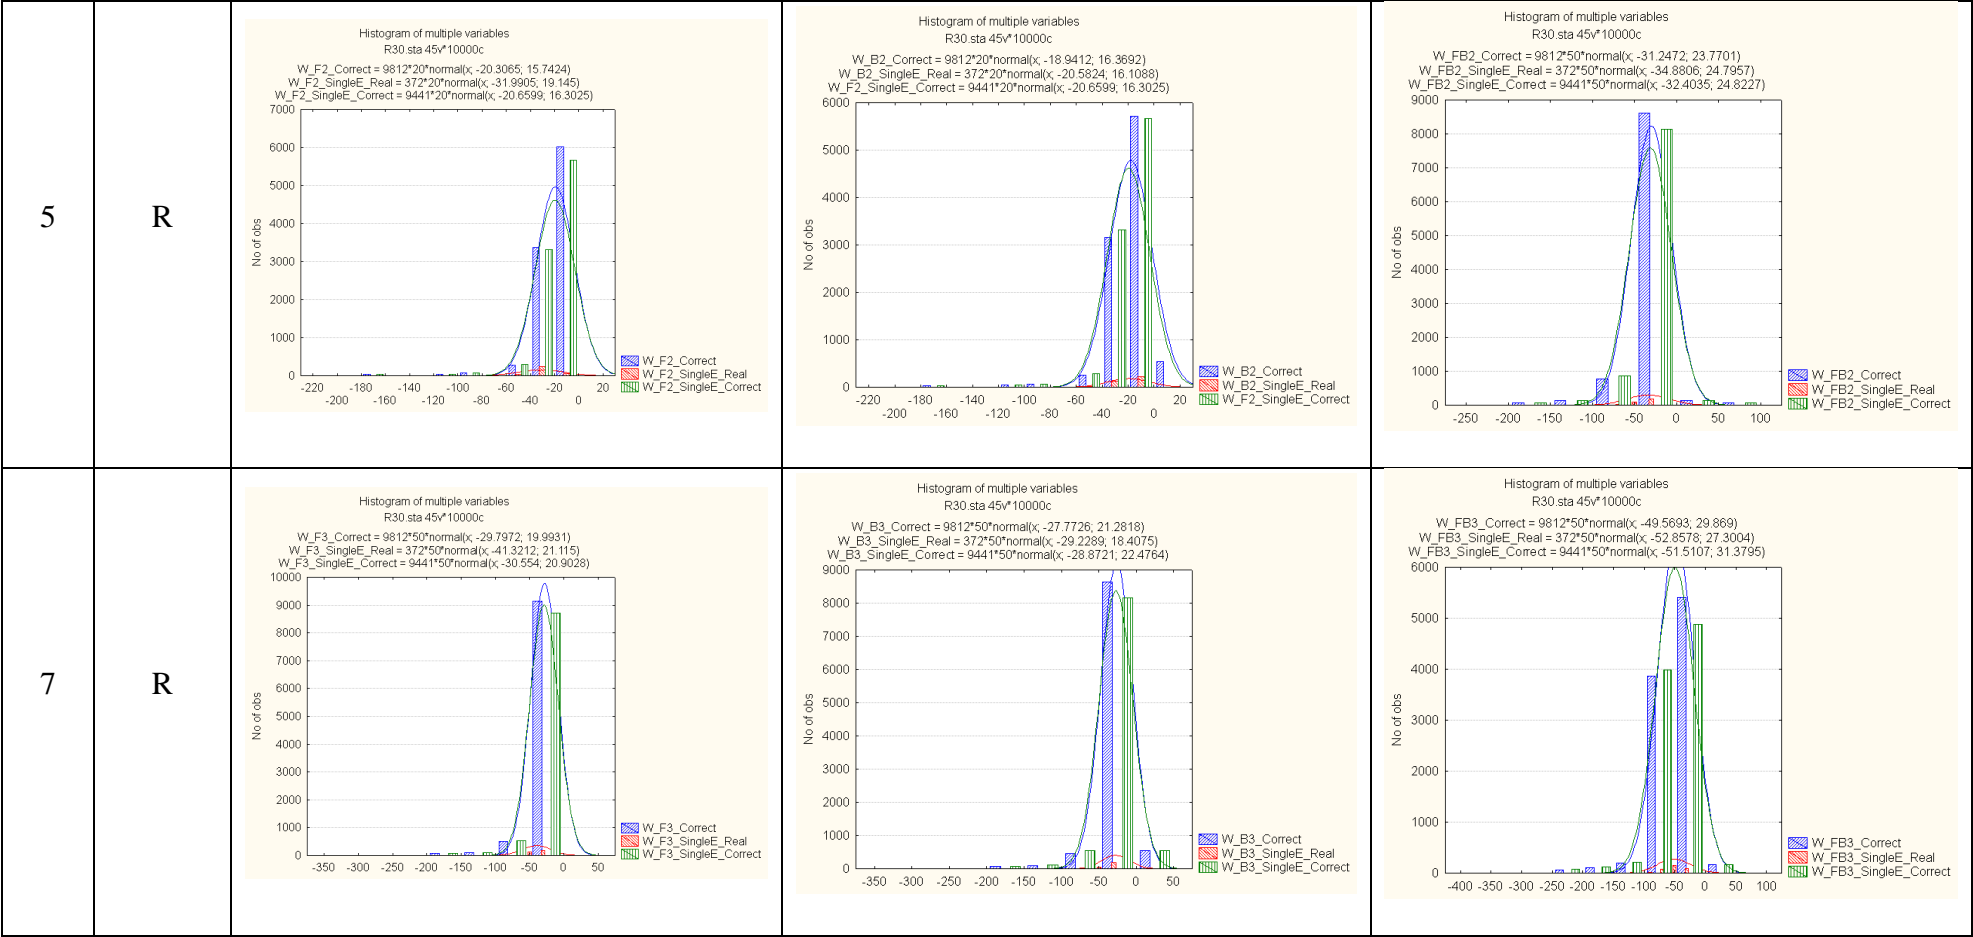 5
R
Histogram of multiple variables
R30.sta 45v*10000c
W_F2_Correct = 9812*20*normal(x; -20.3065; 15.7424)
W_F2_SingleE_Real = 372*20*normal(x; -31.9905; 19.145)
W_F2_SingleE_Correct = 9441*20*normal(x; -20.6599; 16.3025)
7000
6000
5000
4000
3000
2000
1000
0
No of obs
-220 -180 -140 -100 -60 -20 20
-200 -160 -120 -80 -40 0
W_F2_Correct
W_F2_SingleE_Real
W_F2_SingleE_Correct
Histogram of multiple variables
R30.sta 45v*10000c
W_B2_Correct = 9812*20*normal(x; -18.9412; 16.3692)
W_B2_SingleE_Real = 372*20*normal(x; -20.5824; 16.1088)
W_F2_SingleE_Correct = 9441*20*normal(x; -20.6599; 16.3025)
6000
5000
4000
3000
2000
1000
0
No of obs
-220 -180 -140 -100 -60 -20 20
-200 -160 -120 -80 -40 0
W_B2_Correct
W_B2_SingleE_Real
W_F2_SingleE_Correct
Histogram of multiple variables
R30.sta 45v*10000c
W_FB2_Correct = 9812*50*normal(x; -31.2472; 23.7701)
W_FB2_SingleE_Real = 372*50*normal(x; -34.8806; 24.7957)
W_FB2_SingleE_Correct = 9441*50*normal(x; -32.4035; 24.8227)
9000
8000
7000
6000
5000
4000
3000
2000
1000
0
No of obs
-250 -200 -150 -100 -50 0 50 100
W_FB2_Correct
W_FB2_SingleE_Real
W_FB2_SingleE_Correct
7
R
Histogram of multiple variables
R30.sta 45v*10000c
W_F3_Correct = 9812*50*normal(x; -29.7972; 19.9931)
W_F3_SingleE_Real = 372*50*normal(x; -41.3212; 21.115)
W_F3_SingleE_Correct = 9441*50*normal(x; -30.554; 20.9028)
10000
9000
8000
7000
6000
5000
4000
3000
2000
1000
0
No of obs
-350 -300 -250 -200 -150 -100 -50 0 50
W_F3_Correct
W_F3_SingleE_Real
W_F3_SingleE_Correct
Histogram of multiple variables
R30.sta 45v*10000c
W_B3_Correct = 9812*50*normal(x; -27.7726; 21.2818)
W_B3_SingleE_Real = 372*50*normal(x; -29.2289; 18.4075)
W_B3_SingleE_Correct = 9441*50*normal(x; -28.8721; 22.4764)
9000
8000
7000
6000
5000
4000
3000
2000
1000
0
No of obs
-350 -300 -250 -200 -150 -100 -50 0 50
W_B3_Correct
W_B3_SingleE_Real
W_B3_SingleE_Correct
Histogram of multiple variables
R30.sta 45v*10000c
W_FB3_Correct = 9812*50*normal(x; -49.5693; 29.869)
W_FB3_SingleE_Real = 372*50*normal(x; -52.8578; 27.3004)
W_FB3_SingleE_Correct = 9441*50*normal(x; -51.5107; 31.3795)
6000
5000
4000
3000
2000
1000
0
No of obs
-400 -350 -300 -250 -200 -150 -100 -50 0 50 100
W_FB3_Correct
W_FB3_SingleE_Real
W_FB3_SingleE_Correct